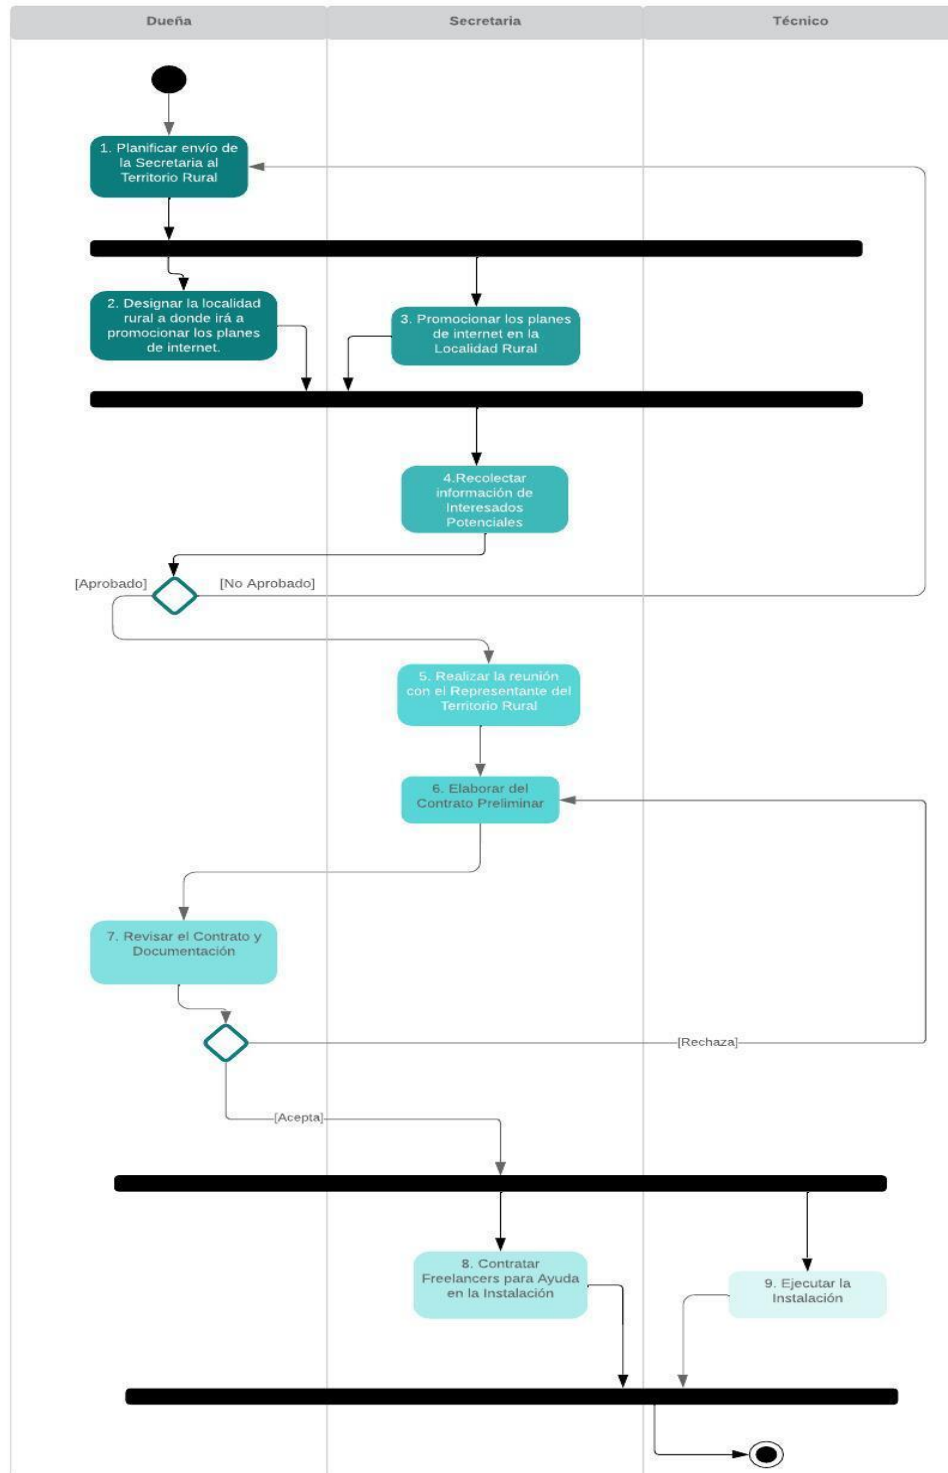 Dueña
Secretaria
Técnico
1. Planificar envío de
la Secretaria al
Territorio Rural
2. Designar la localidad
rural a donde irá a
promocionar los planes
de internet.
3. Promocionar los planes
de internet en la
Localidad Rural
4.Recolectar
información de
Interesados
Potenciales
[Aprobado]
[No Aprobado]
5. Realizar la reunión
con el Representante del
Territorio Rural
6. Elaborar del
Contrato Preliminar
7. Revisar el Contrato y
Documentación
[Rechaza]
[Acepta]
8. Contratar
Freelancers para Ayuda
en la Instalación
9. Ejecutar la
Instalación